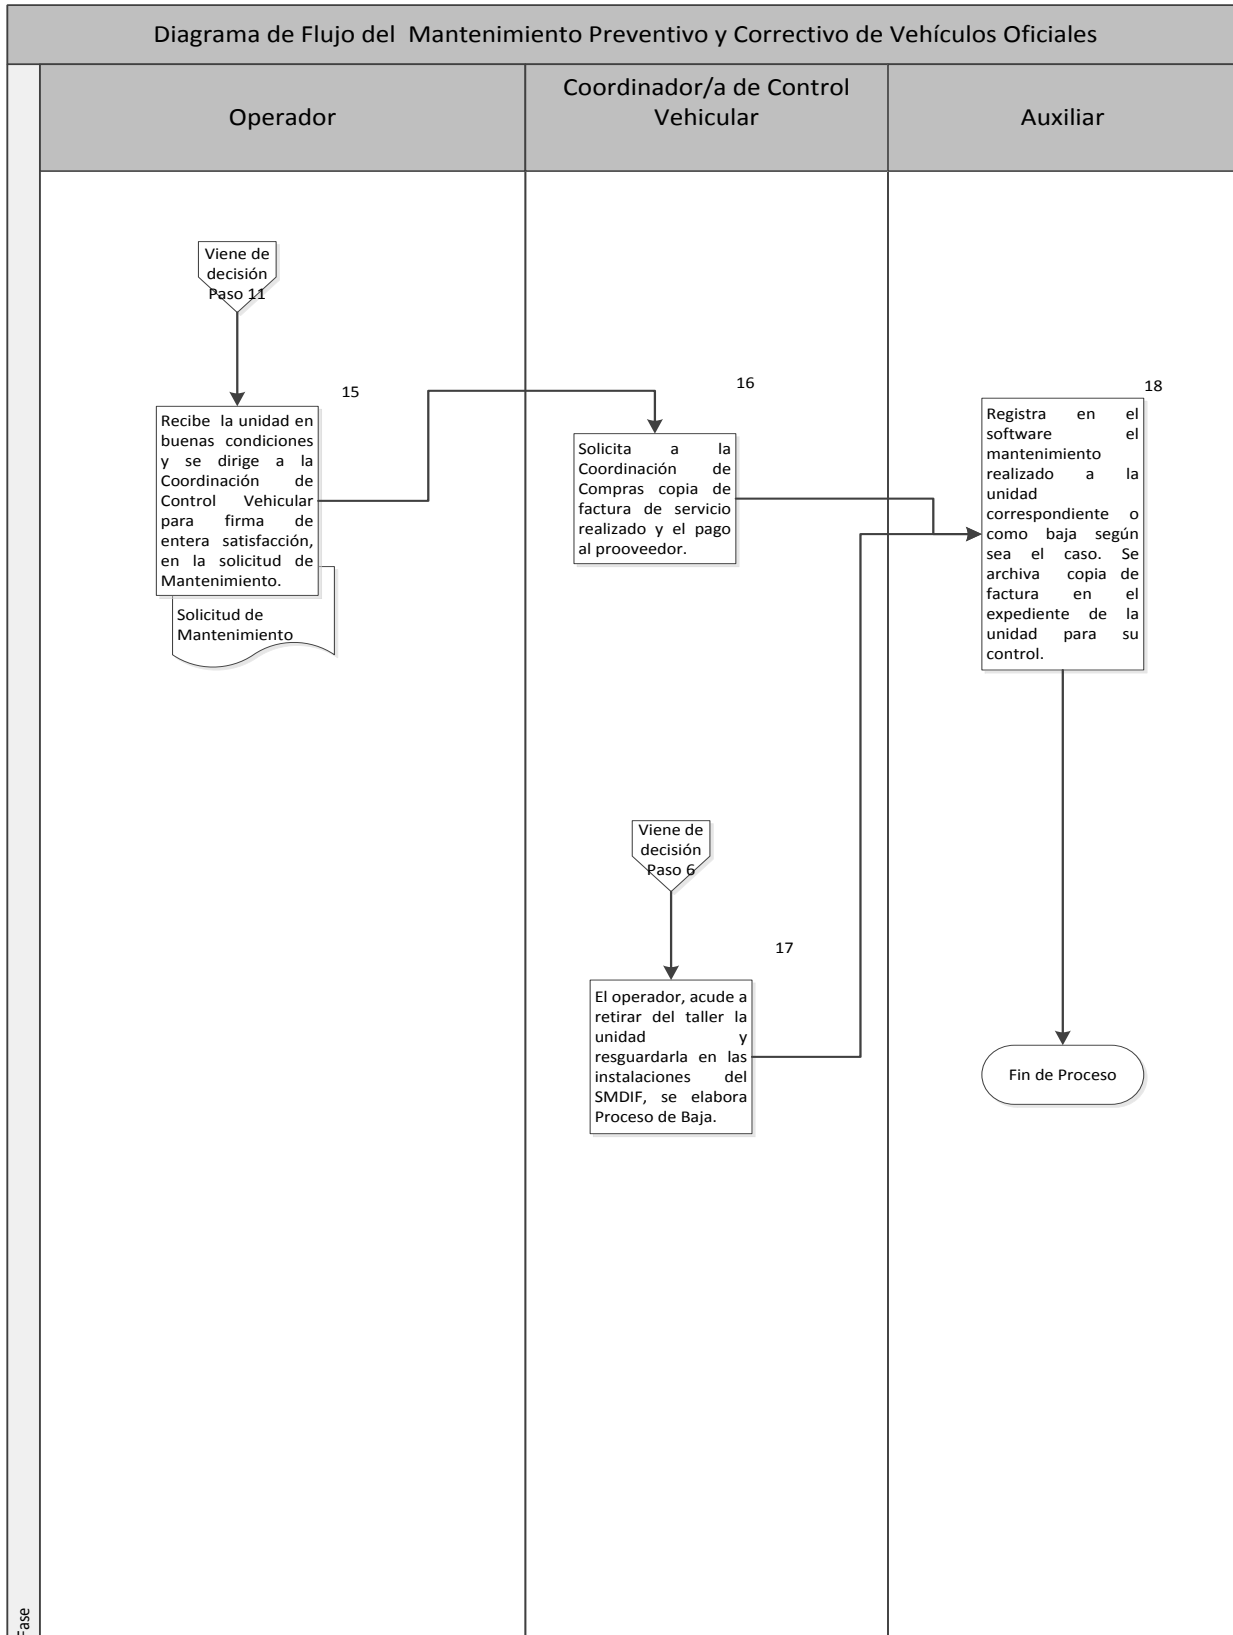 Diagrama de Flujo del  Mantenimiento Preventivo y Correctivo de Vehículos Oficiales
Operador
Coordinador/a de Control
Vehicular
Auxiliar
Viene de
decisión
Paso 11
15
Recibe la unidad en
buenas condiciones
y se dirige a la
Coordinación de
Control Vehicular
para firma de
entera satisfacción,
en la solicitud de
Mantenimiento.
Solicitud de
Mantenimiento
16
Solicita a la
Coordinación de
Compras copia de
factura de servicio
realizado y el pago
al prooveedor.
18
Registra en el
software el
mantenimiento
realizado a la
unidad
correspondiente o
como baja según
sea el caso. Se
archiva copia de
factura en el
expediente de la
unidad para su
control.
Viene de
decisión
Paso 6
17
El operador, acude a
retirar del taller la
unidad y
resguardarla en las
instalaciones del
SMDIF, se elabora
Proceso de Baja.
Fin de Proceso
Fase